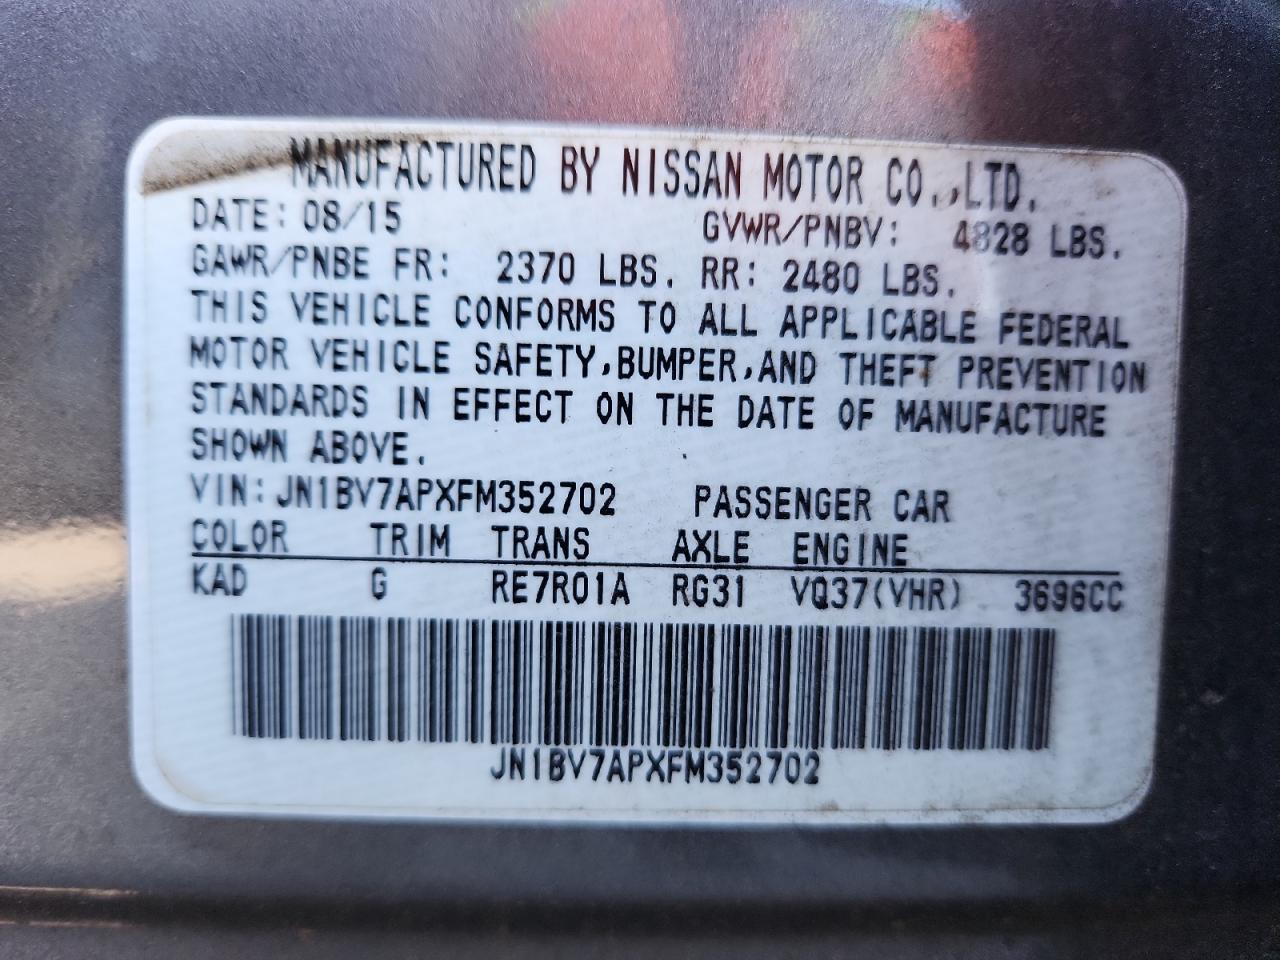 MANUFACTURED BY NISSAN MOTOR CO.,LTD.
DATE: 08/15 GVWR/PNBV: 4828 LBS.
GAWR/PNBE FR: 2370 LBS. RR: 2480 LBS.
THIS VEHICLE CONFORMS TO ALL APPLICABLE FEDERAL
MOTOR VEHICLE SAFETY,BUMPER,AND THEFT PREVENTION
STANDARDS IN EFFECT ON THE DATE OF MANUFACTURE
SHOWN ABOVE.
VIN: JN1BV7APXFM352702 PASSENGER CAR
COLOR TRIM TRANS AXLE ENGINE
KAD G RE7R01A RG31 VQ37(VHR) 3696CC
JN1BV7APXFM352702